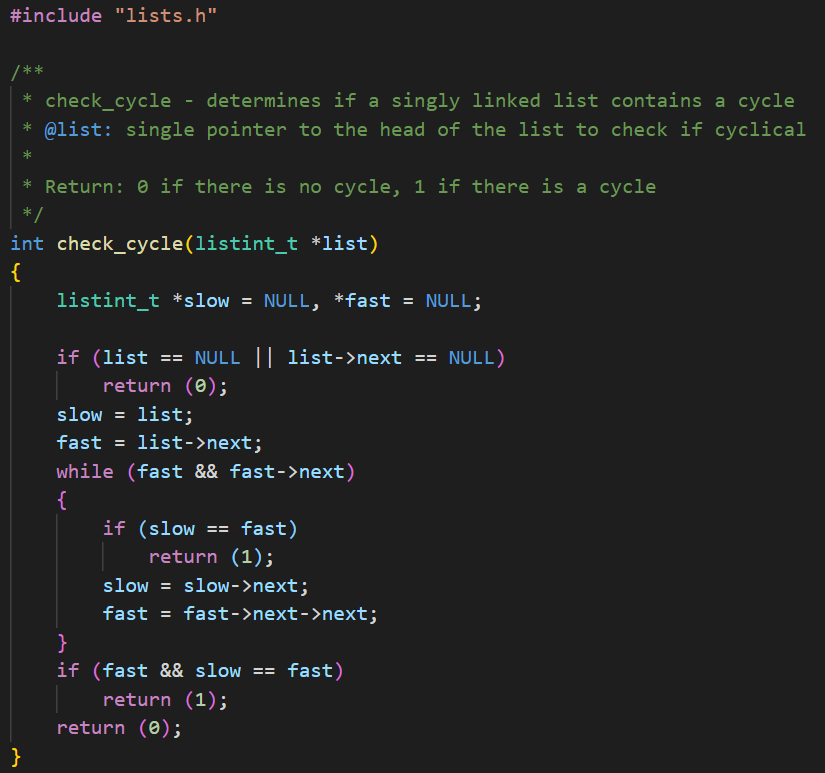 #include "lists.h"

/**
 * check_cycle - determines if a singly linked list contains a cycle
 * @list: single pointer to the head of the list to check if cyclical
 *
 * Return: 0 if there is no cycle, 1 if there is a cycle
 */
int check_cycle(listint_t *list)
{
    listint_t *slow = NULL, *fast = NULL;

    if (list == NULL || list->next == NULL)
        return (0);
    slow = list;
    fast = list->next;
    while (fast && fast->next)
    {
        if (slow == fast)
            return (1);
        slow = slow->next;
        fast = fast->next->next;
    }
    if (fast && slow == fast)
        return (1);
    return (0);
}